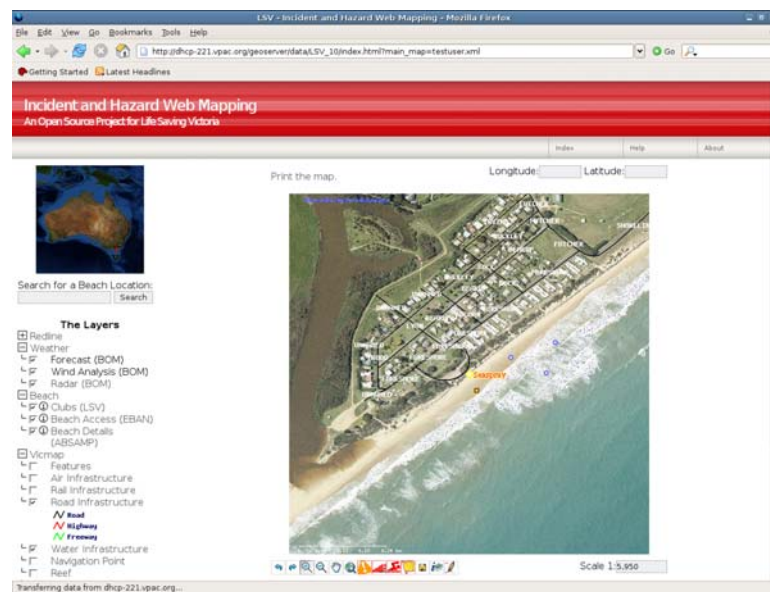 LSV - Incident and Hazard Web Mapping - Mozilla Firefox
File Edit View Go Bookmarks Tools Help
http://dhcp-221.vpac.org/geoserver/data/LSV_10/index.html?main_map=testuser.xml
Go
Getting Started Latest Headlines
Incident and Hazard Web Mapping
An Open Source Project for Life Saving Victoria
Index Help About
Print the map.
Longitude: Latitude:
Search for a Beach Location:
Search
The Layers
Redline
Weather
Forecast (BOM)
Wind Analysis (BOM)
Radar (BOM)
Beach
Clubs (LSV)
Beach Access (EBAN)
Beach Details
(ABSAMP)
Vicmap
Features
Air Infrastructure
Rail Infrastructure
Road Infrastructure
Road
Highway
Freeway
Water Infrastructure
Navigation Point
Reef
FUTCHER
FUTCHER
BUCKLEY
Seaspray
Scale 1:5,950
Transferring data from dhcp-221.vpac.org...